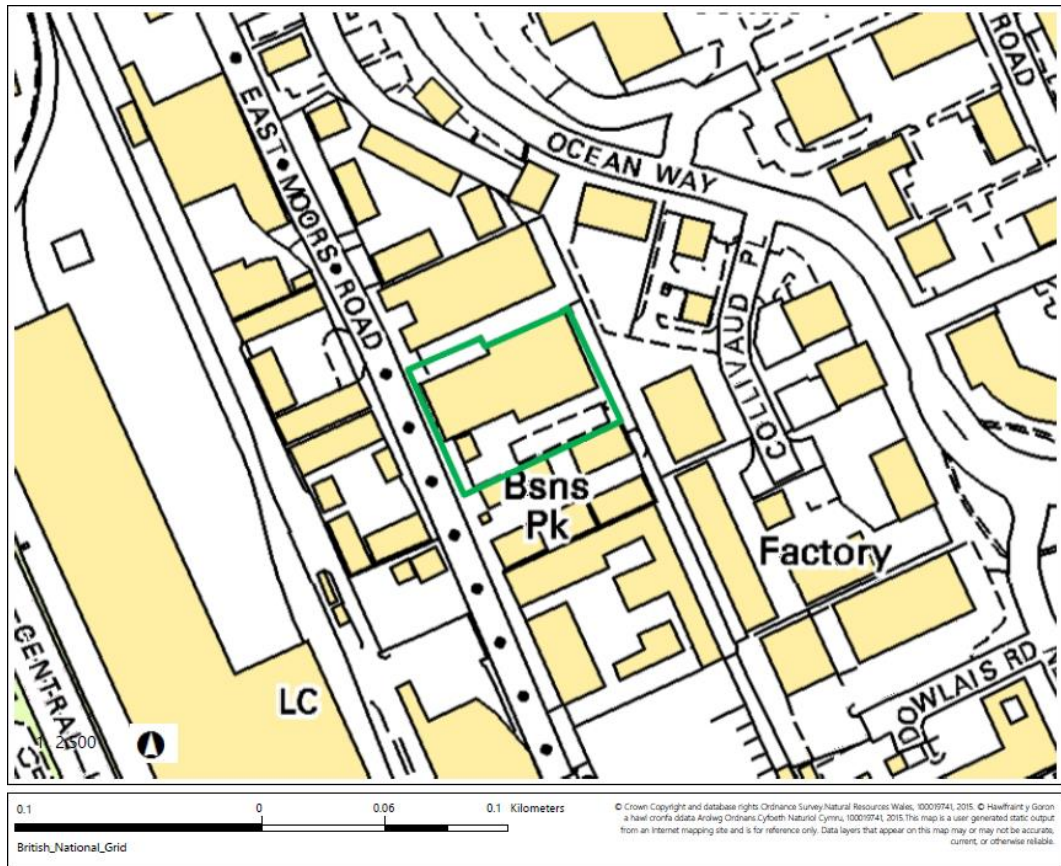 ROAD
OCEAN WAY
EAST MOORS ROAD
COLLIVAUD PL
Bsns
Pk
Factory
LC
DOWLAIS RD
CENTRAL
1: 2,500
0.1 0 0.06 0.1 Kilometers
British_National_Grid
© Crown Copyright and database rights Ordnance Survey.Natural Resources Wales, 100019741, 2015. © Hawlfraint y Goron
a hawl cronfa ddata Arolwg Ordnans.Cyfoeth Naturiol Cymru, 100019741, 2015.This map is a user generated static output
from an Internet mapping site and is for reference only. Data layers that appear on this map may or may not be accurate,
current, or otherwise reliable.